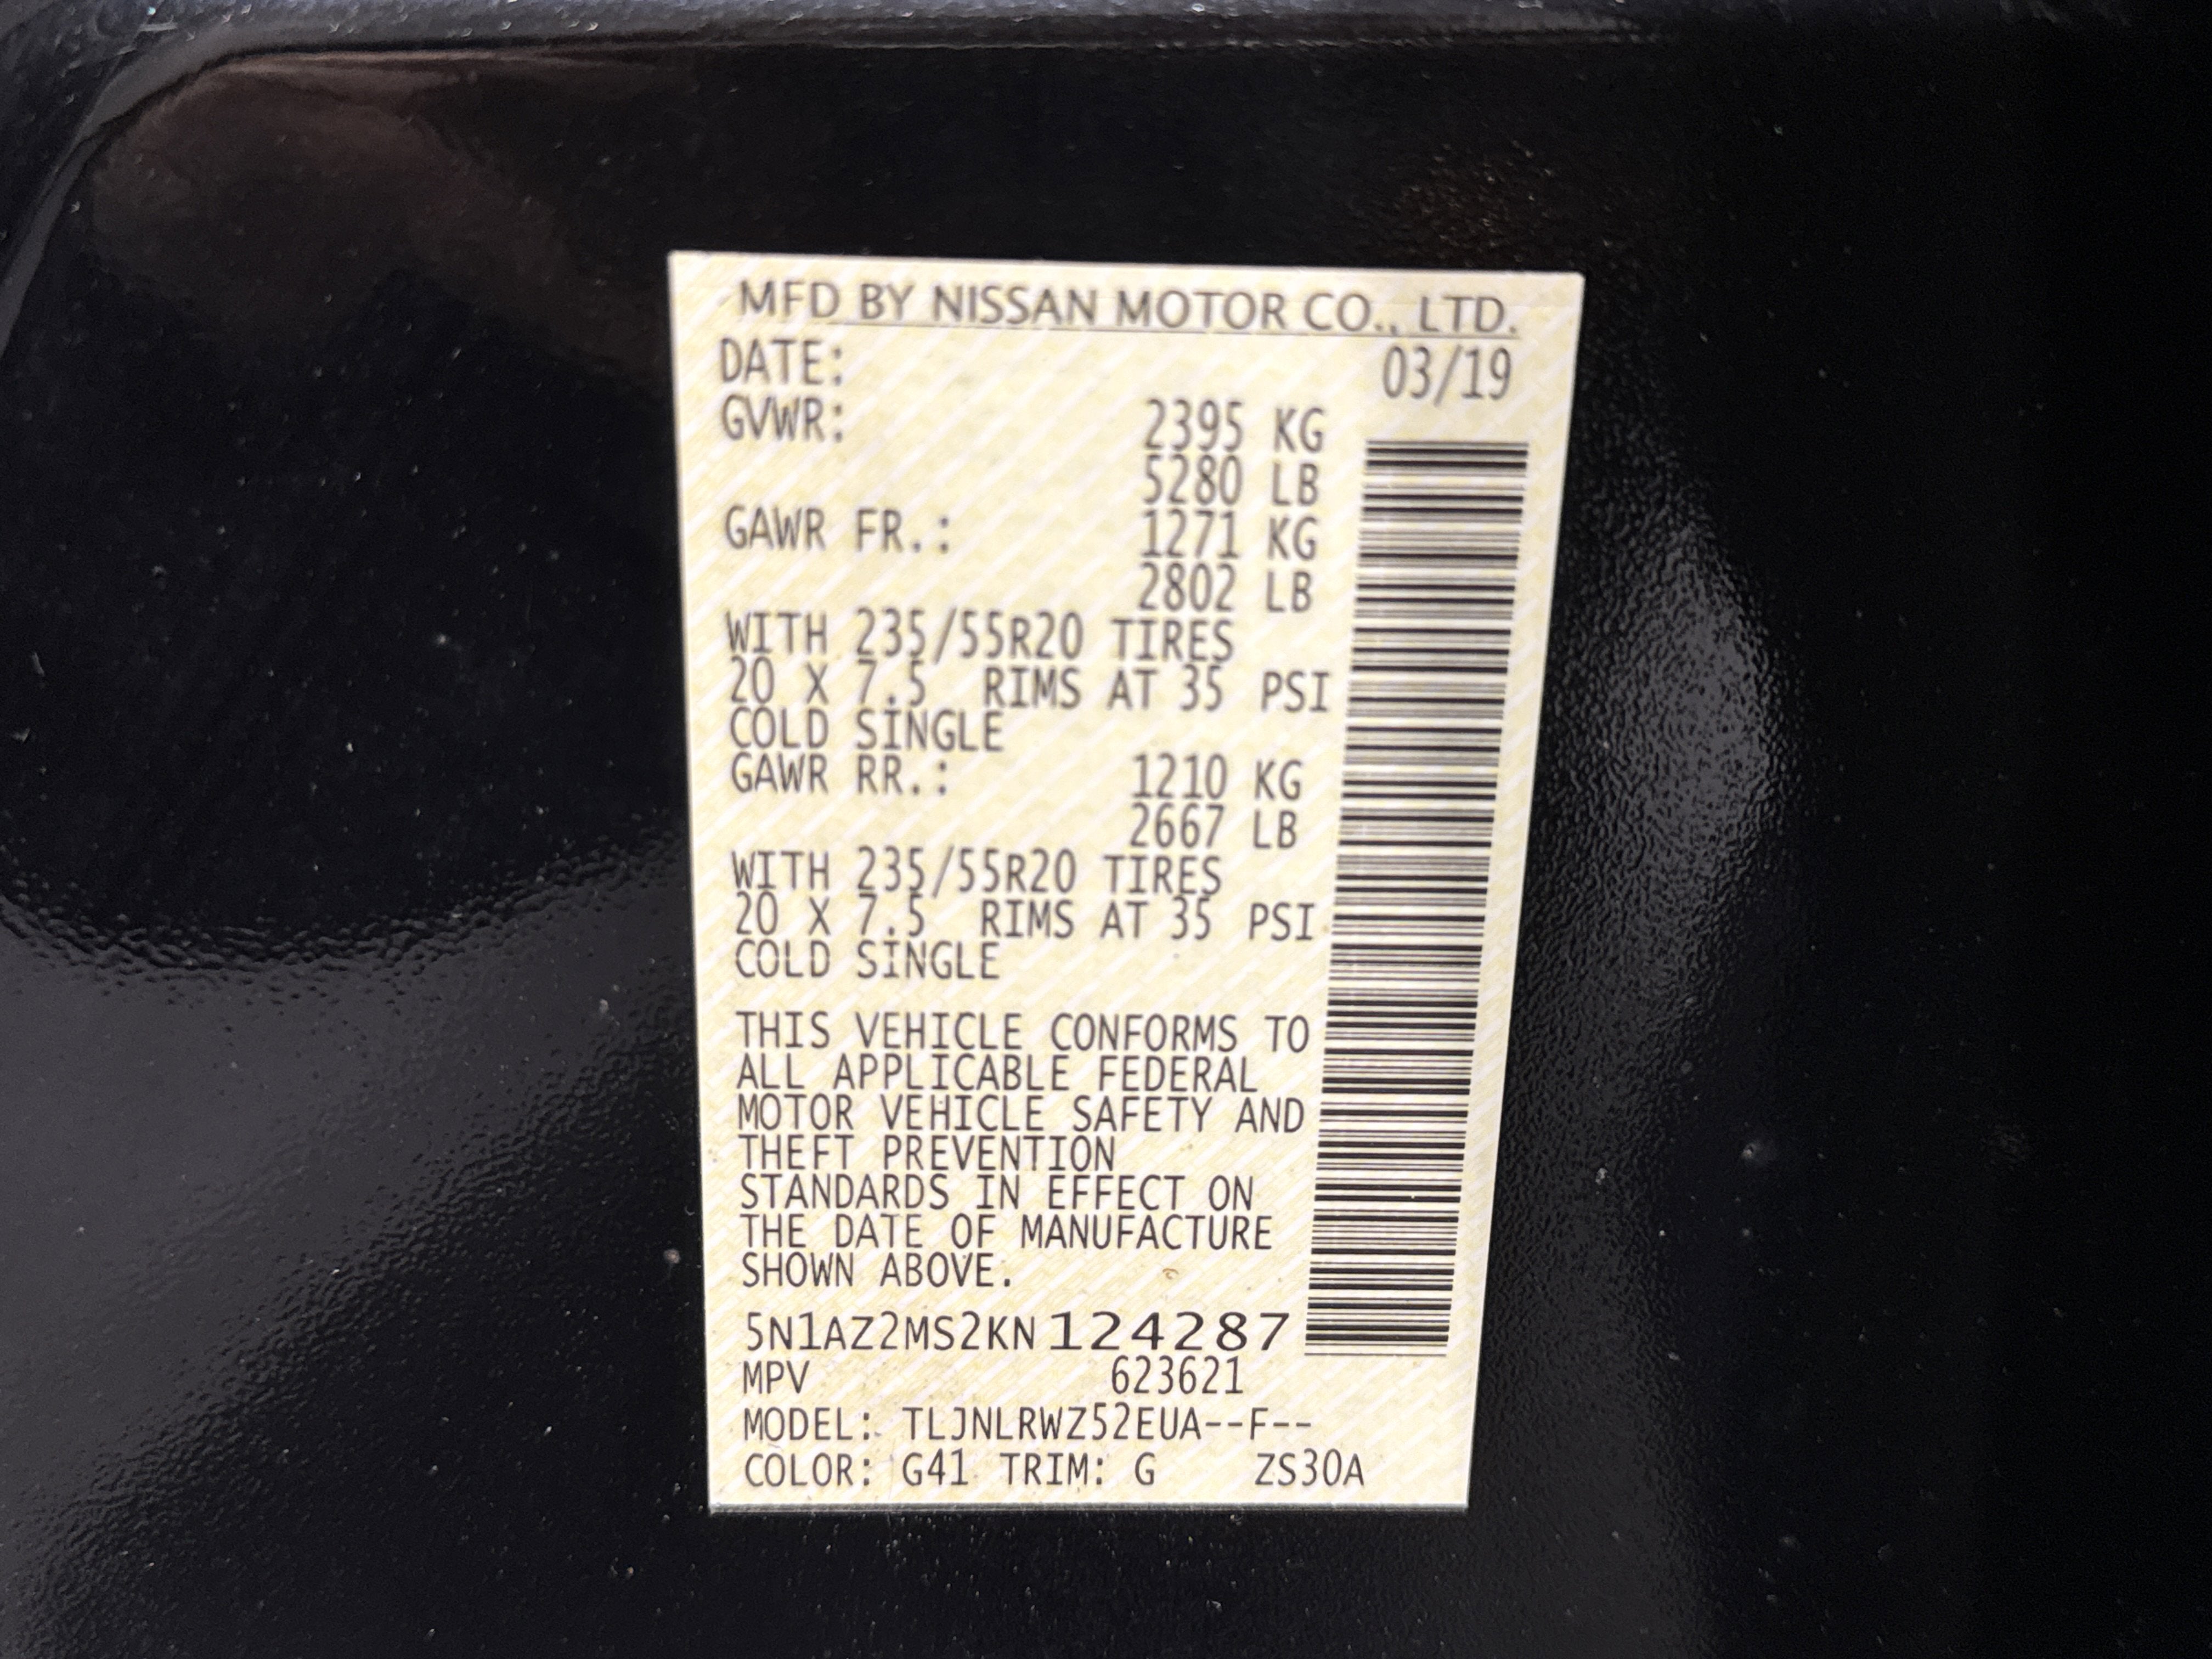 MFD BY NISSAN MOTOR CO., LTD.
DATE: 03/19
GVWR: 2395 KG
5280 LB
GAWR FR.: 1271 KG
2802 LB
WITH 235/55R20 TIRES
20 X 7.5 RIMS AT 35 PSI
COLD SINGLE
GAWR RR.: 1210 KG
2667 LB
WITH 235/55R20 TIRES
20 X 7.5 RIMS AT 35 PSI
COLD SINGLE
THIS VEHICLE CONFORMS TO
ALL APPLICABLE FEDERAL
MOTOR VEHICLE SAFETY AND
THEFT PREVENTION
STANDARDS IN EFFECT ON
THE DATE OF MANUFACTURE
SHOWN ABOVE.
5N1AZ2MS2KN124287
MPV 623621
MODEL: TLJNLRWZ52EUA--F--
COLOR: G41 TRIM: G ZS30A